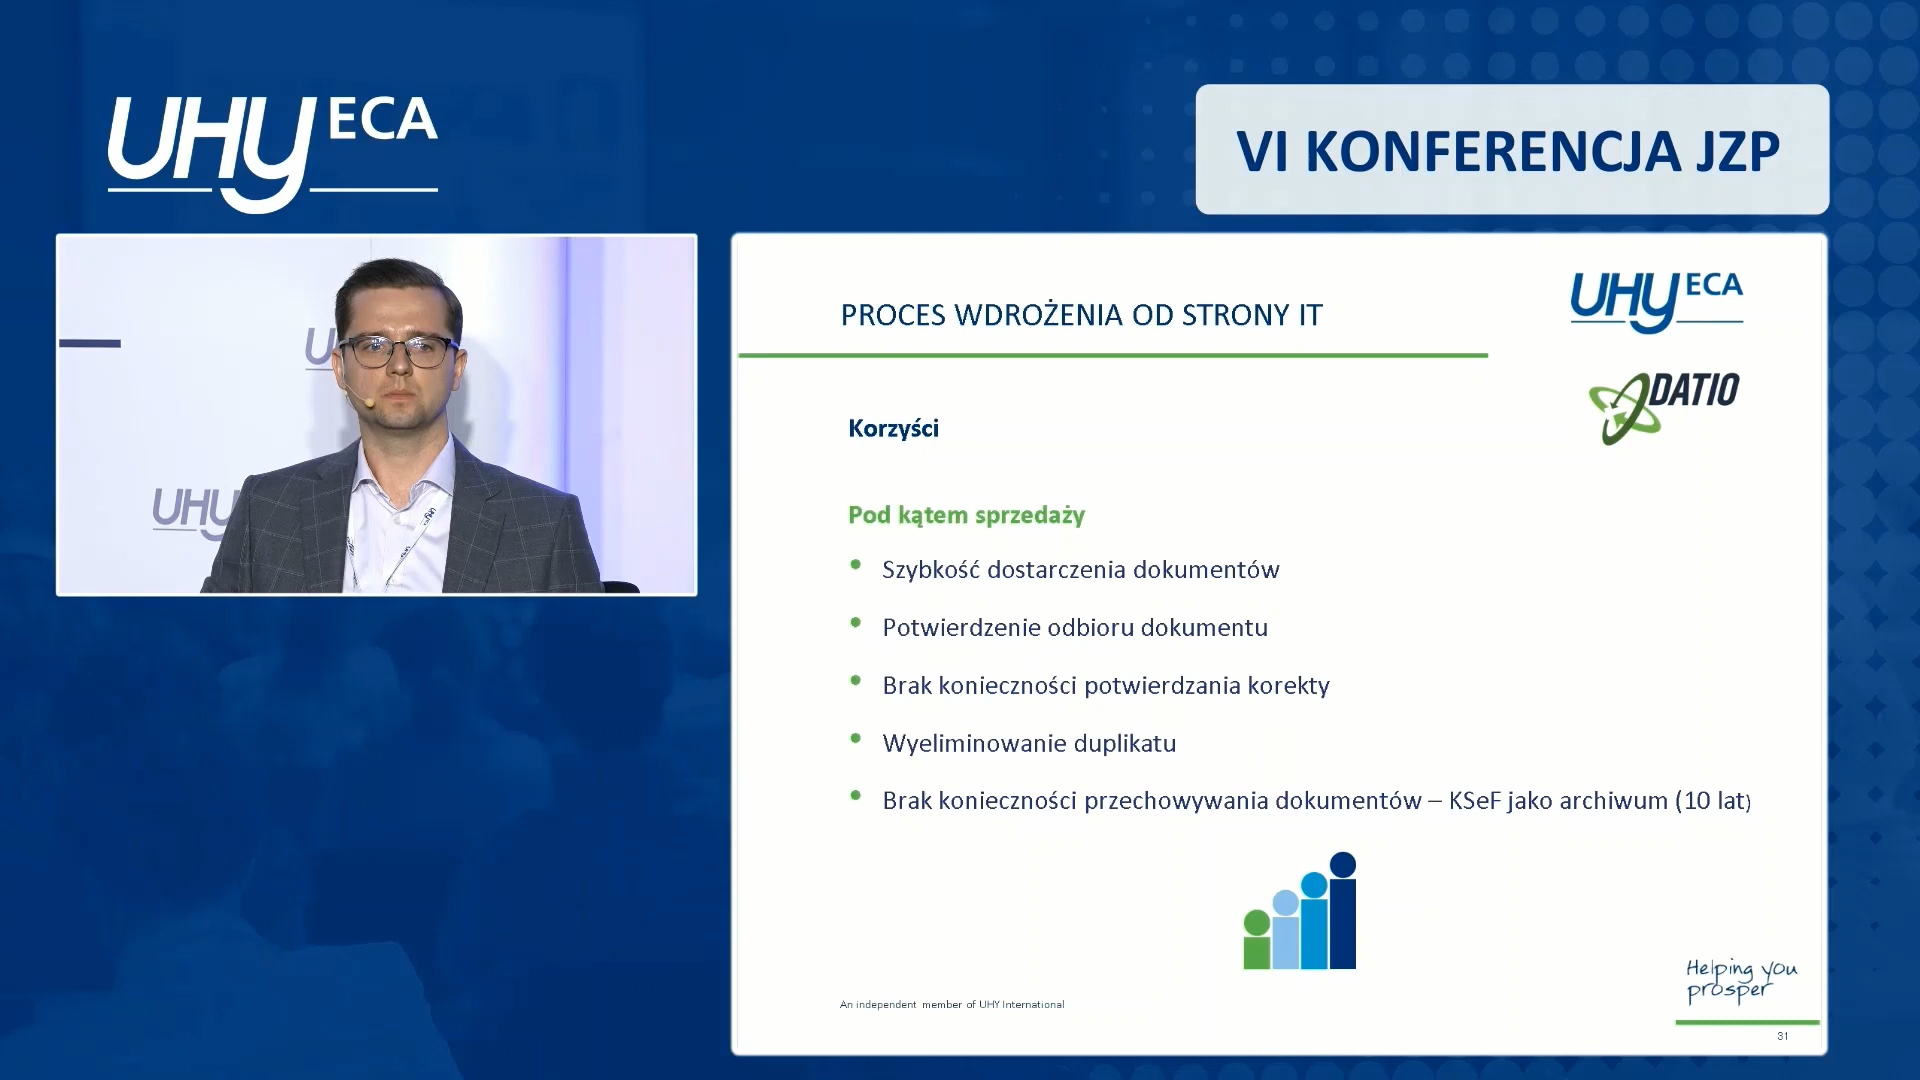 UHY ECA
VI KONFERENCJA JZP
UHY
UHY
PROCES WDROŻENIA OD STRONY IT
UHY ECA
DATIO
Korzyści
Pod kątem sprzedaży
• Szybkość dostarczenia dokumentów
• Potwierdzenie odbioru dokumentu
• Brak konieczności potwierdzania korekty
• Wyeliminowanie duplikatu
• Brak konieczności przechowywania dokumentów – KSeF jako archiwum (10 lat)
Helping you
prosper
An independent member of UHY International
31